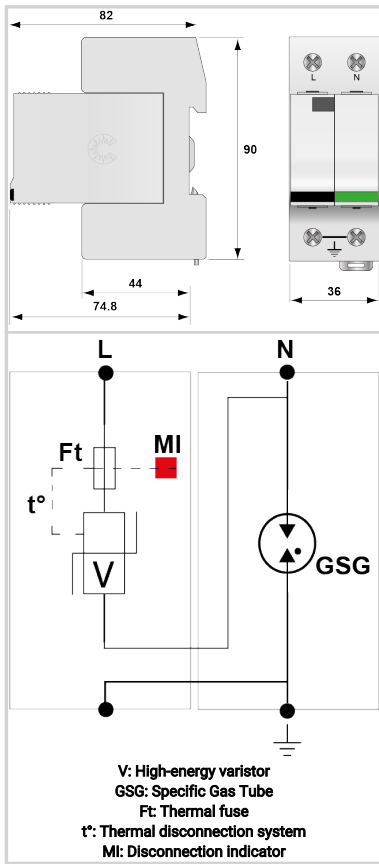 82
L
N
90
44
36
74.8
L
N
Ft
MI
t°
V
GSG
V: High-energy varistor
GSG: Specific Gas Tube
Ft: Thermal fuse
t°: Thermal disconnection system
MI: Disconnection indicator